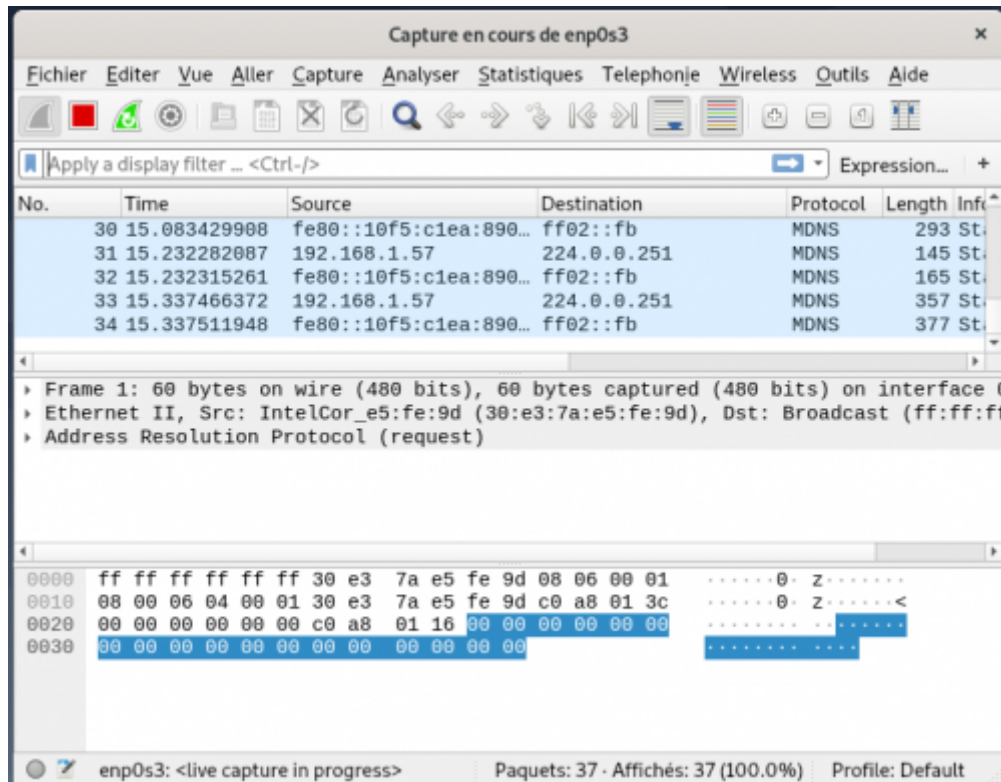 Capture en cours de enp0s3
Fichier Editer Vue Aller Capture Analyser Statistiques Telephonie Wireless Outils Aide
Apply a display filter ... <Ctrl-/> Expression... +
No. Time Source Destination Protocol Length Info
30 15.083429908 fe80::10f5:c1ea:890… ff02::fb MDNS 293 St
31 15.232282087 192.168.1.57 224.0.0.251 MDNS 145 St
32 15.232315261 fe80::10f5:c1ea:890… ff02::fb MDNS 165 St
33 15.337466372 192.168.1.57 224.0.0.251 MDNS 357 St
34 15.337511948 fe80::10f5:c1ea:890… ff02::fb MDNS 377 St
Frame 1: 60 bytes on wire (480 bits), 60 bytes captured (480 bits) on interface 0
Ethernet II, Src: IntelCor_e5:fe:9d (30:e3:7a:e5:fe:9d), Dst: Broadcast (ff:ff:ff
Address Resolution Protocol (request)
0000 ff ff ff ff ff ff 30 e3 7a e5 fe 9d 08 06 00 01 ······0· z·······
0010 08 00 06 04 00 01 30 e3 7a e5 fe 9d c0 a8 01 3c ······0· z······<
0020 00 00 00 00 00 00 c0 a8 01 16 00 00 00 00 00 00 ········ ········
0030 00 00 00 00 00 00 00 00 00 00 00 00 ········ ····
enp0s3: <live capture in progress> Paquets: 37 · Affichés: 37 (100.0%) Profile: Default